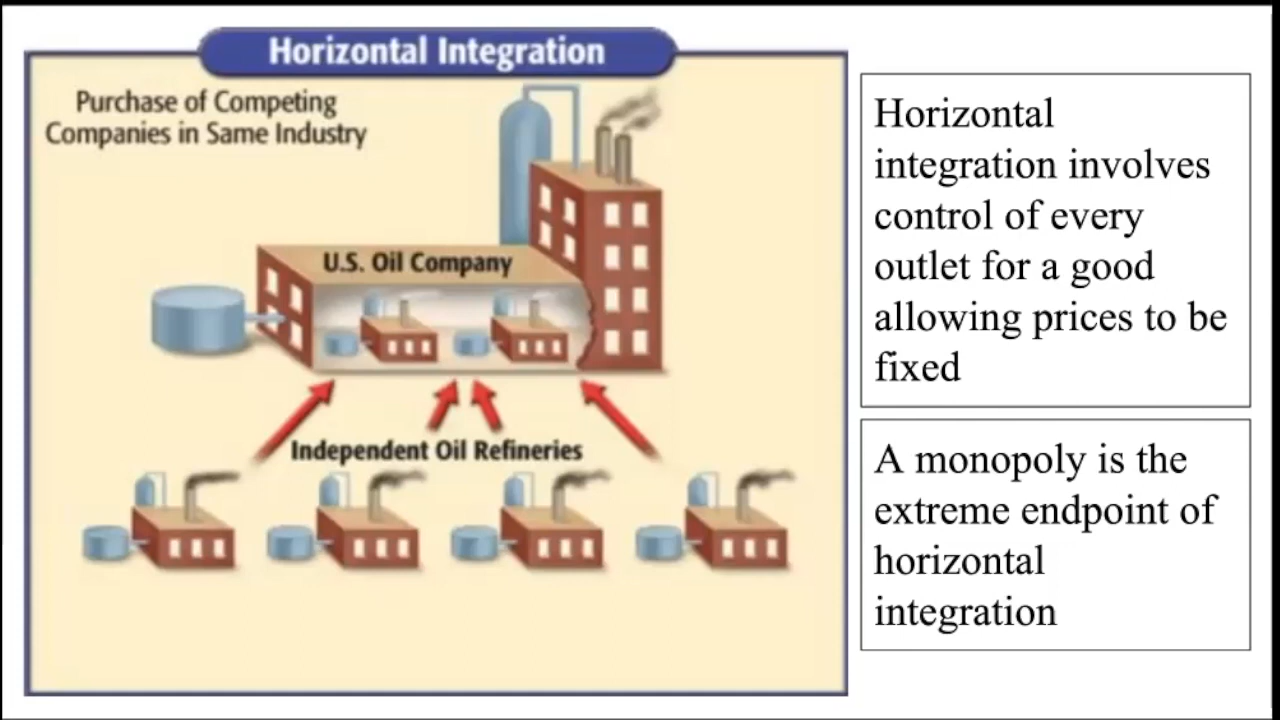 Horizontal Integration
Purchase of Competing
Companies in Same Industry
U.S. Oil Company
Independent Oil Refineries
Horizontal
integration involves
control of every
outlet for a good
allowing prices to be
fixed
A monopoly is the
extreme endpoint of
horizontal
integration